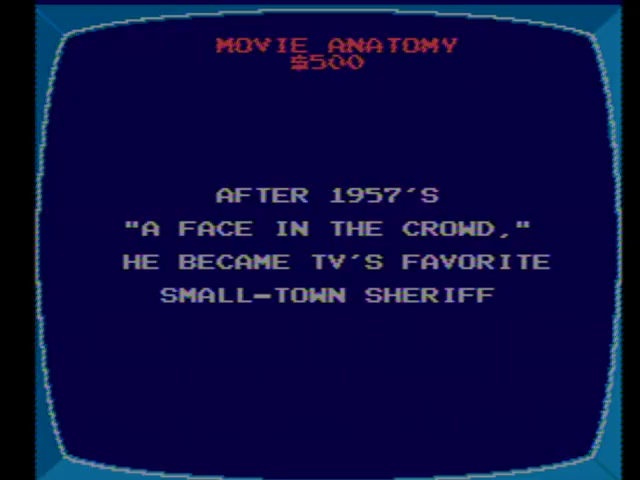 MOVIE ANATOMY
$500
AFTER 1957'S
"A FACE IN THE CROWD,"
HE BECAME TV'S FAVORITE
SMALL-TOWN SHERIFF